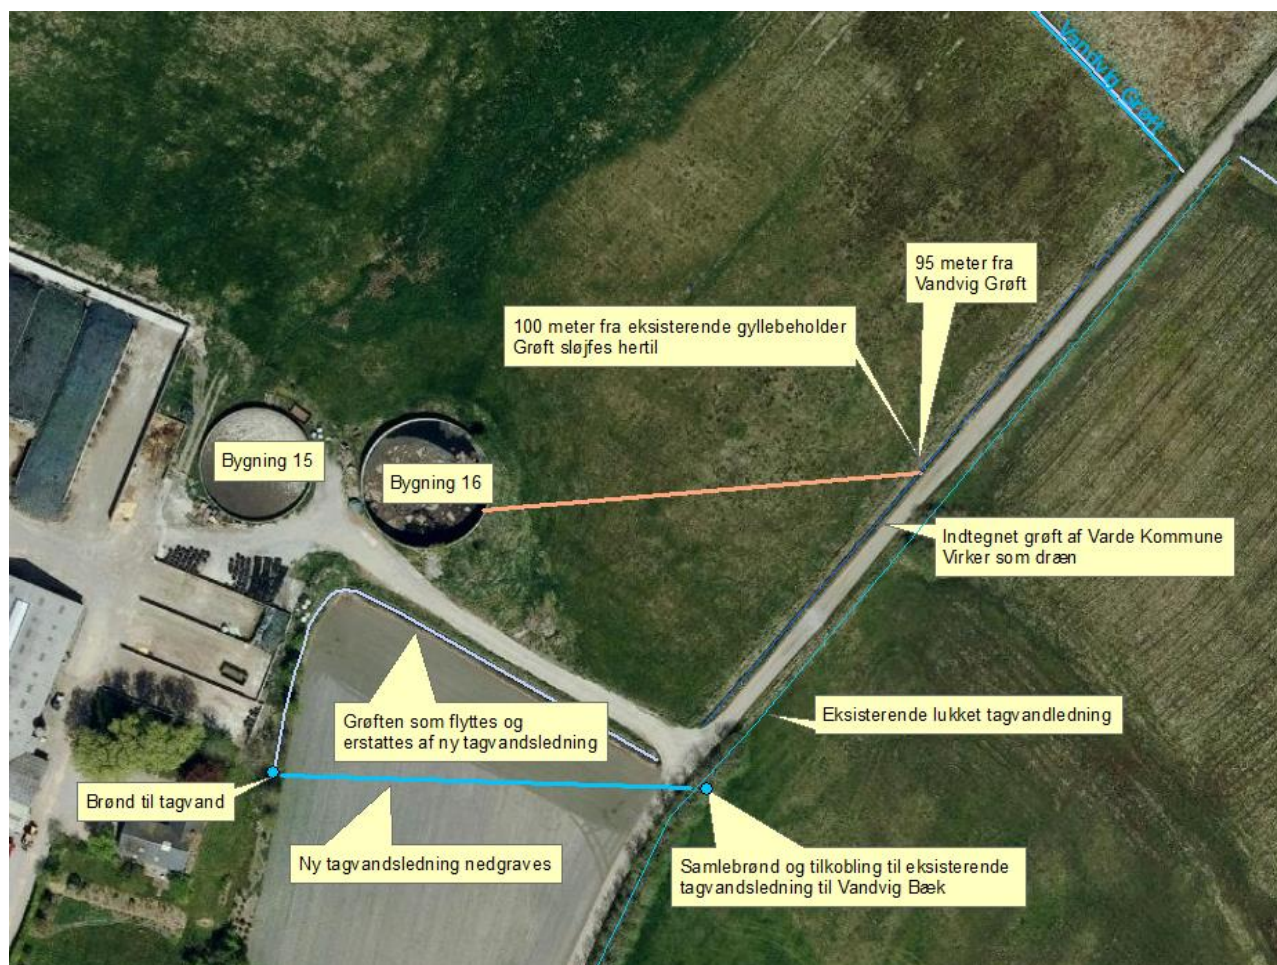 Vandvig Grøft
95 meter fra
Vandvig Grøft
100 meter fra eksisterende gyllebeholder
Grøft sløjfes hertil
Bygning 15
Bygning 16
Indtegnet grøft af Varde Kommune
Virker som dræn
Grøften som flyttes og
erstattes af ny tagvandsledning
Eksisterende lukket tagvandledning
Brønd til tagvand
Ny tagvandsledning nedgraves
Samlebrønd og tilkobling til eksisterende
tagvandsledning til Vandvig Bæk